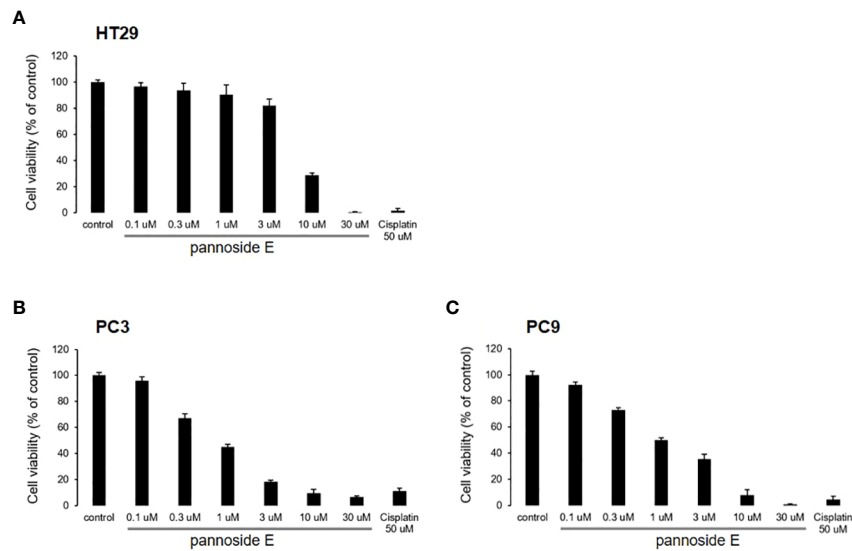 A
HT29
Cell viability (% of control)
120
100
80
60
40
20
0
control 0.1 uM 0.3 uM 1 uM 3 uM 10 uM 30 uM Cisplatin
50 uM
pannoside E
B
PC3
Cell viability (% of control)
120
100
80
60
40
20
0
control 0.1 uM 0.3 uM 1 uM 3 uM 10 uM 30 uM Cisplatin
50 uM
pannoside E
C
PC9
Cell viability (% of control)
120
100
80
60
40
20
0
control 0.1 uM 0.3 uM 1 uM 3 uM 10 uM 30 uM Cisplatin
50 uM
pannoside E